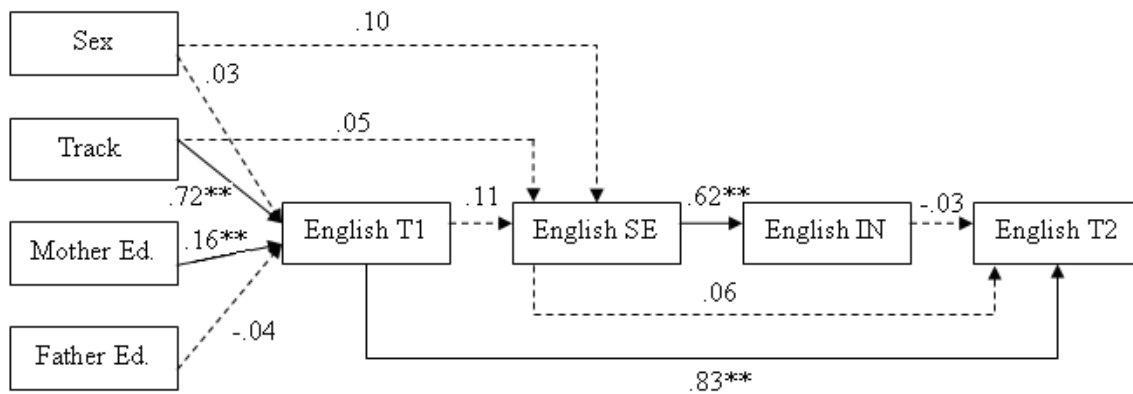 Sex
.10
.03
Track
.05
.72**
.11
.62**
-.03
English T1
English SE
English IN
English T2
Mother Ed.
.16**
.06
-.04
Father Ed.
.83**